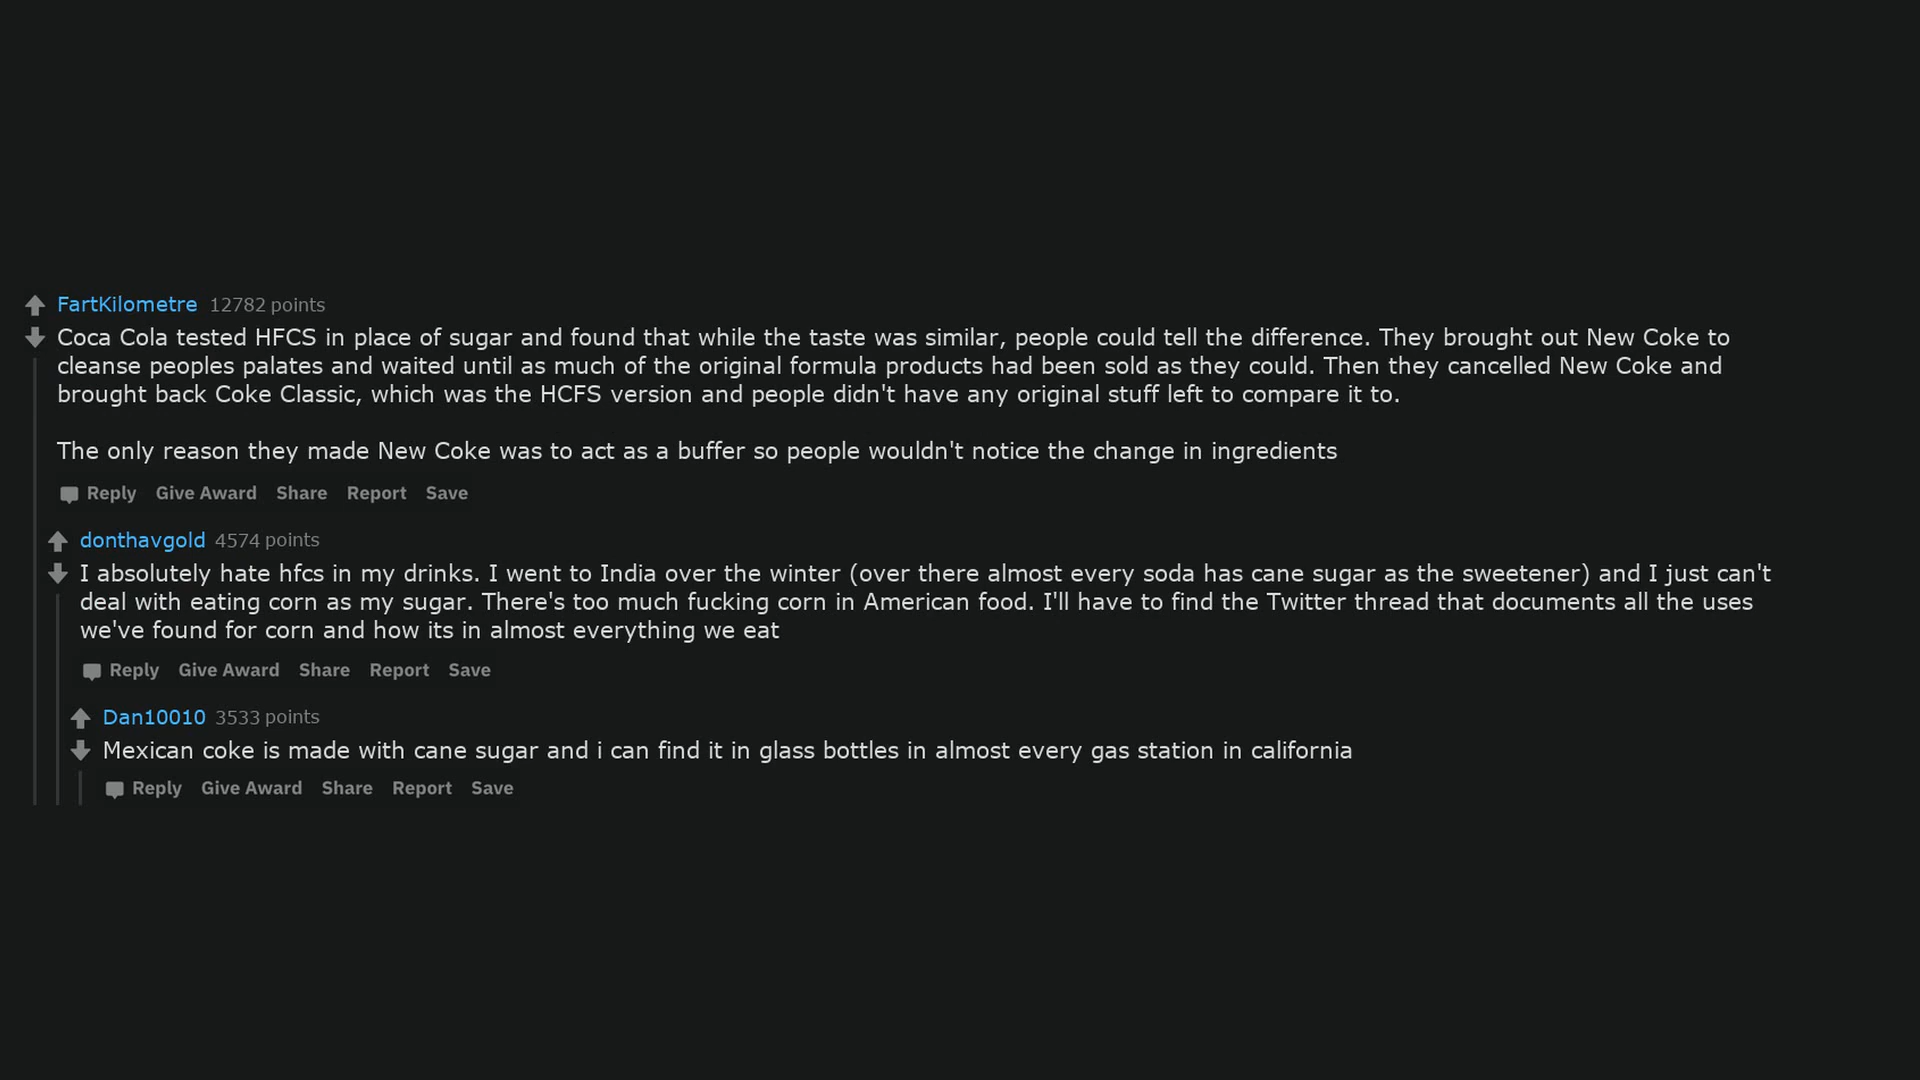 FartKilometre 12782 points
Coca Cola tested HFCS in place of sugar and found that while the taste was similar, people could tell the difference. They brought out New Coke to
cleanse peoples palates and waited until as much of the original formula products had been sold as they could. Then they cancelled New Coke and
brought back Coke Classic, which was the HCFS version and people didn't have any original stuff left to compare it to.
The only reason they made New Coke was to act as a buffer so people wouldn't notice the change in ingredients
Reply Give Award Share Report Save
donthavgold 4574 points
I absolutely hate hfcs in my drinks. I went to India over the winter (over there almost every soda has cane sugar as the sweetener) and I just can't
deal with eating corn as my sugar. There's too much fucking corn in American food. I'll have to find the Twitter thread that documents all the uses
we've found for corn and how its in almost everything we eat
Reply Give Award Share Report Save
Dan10010 3533 points
Mexican coke is made with cane sugar and i can find it in glass bottles in almost every gas station in california
Reply Give Award Share Report Save